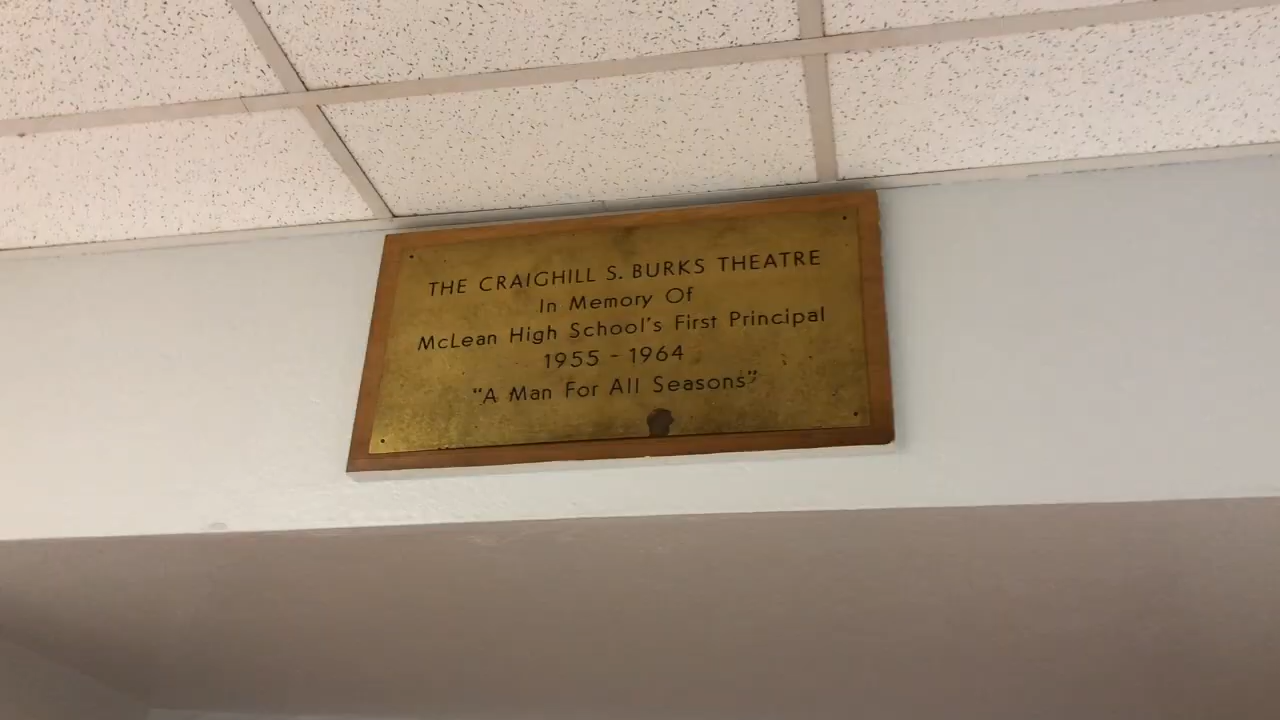 THE CRAIGHILL S. BURKS THEATRE
In Memory Of
McLean High School's First Principal
1955 - 1964
"A Man For All Seasons"